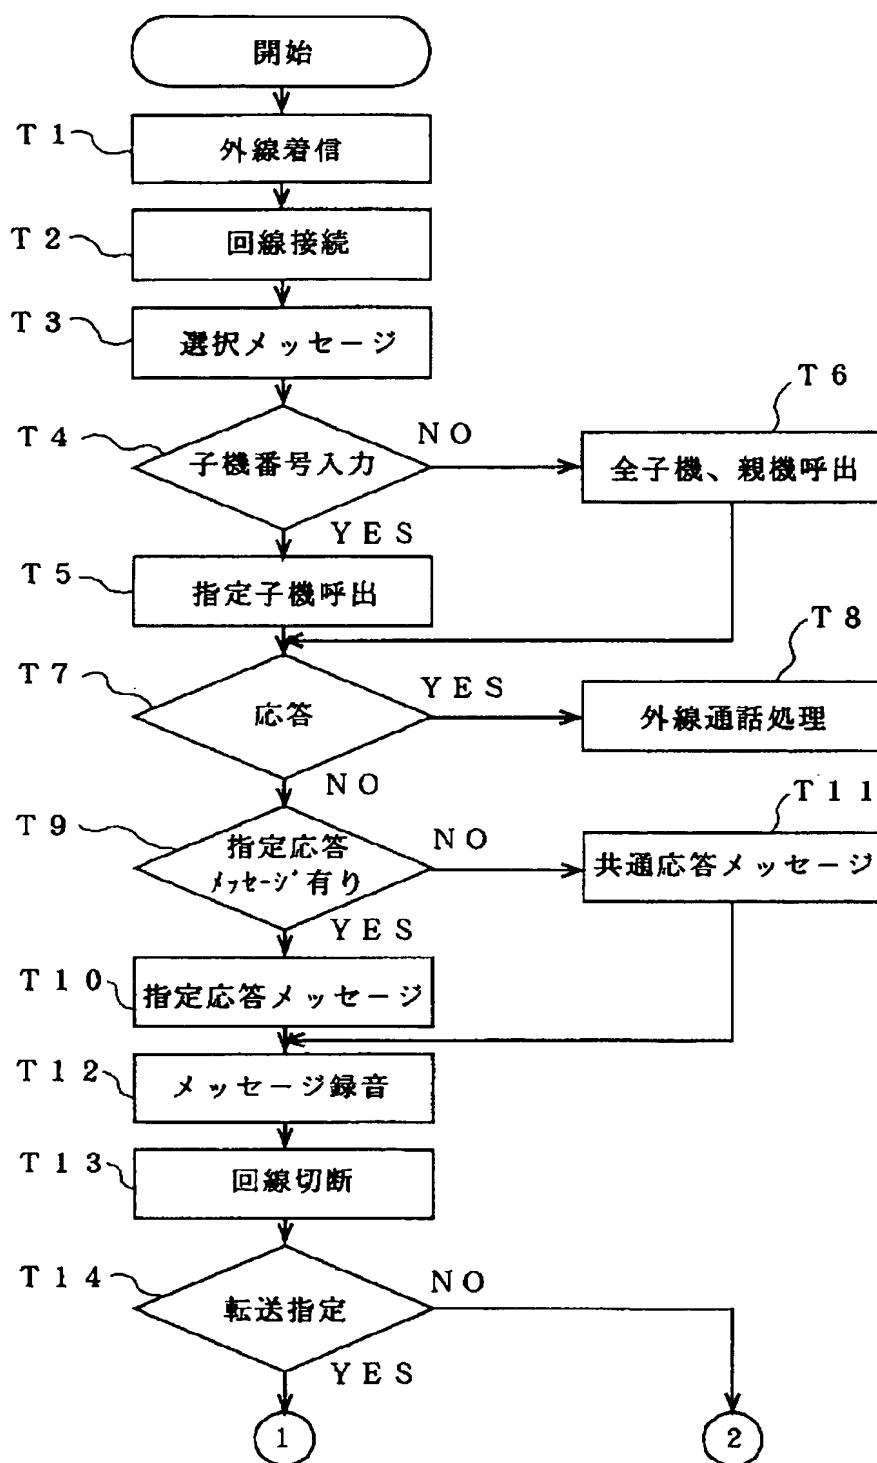 開始
T1
外線着信
T2
回線接続
T3
選択メッセージ
T4
子機番号入力
NO
T6
全子機、親機呼出
YES
T5
指定子機呼出
T7
応答
YES
T8
外線通話処理
NO
T9
指定応答
メッセージ有り
NO
T11
共通応答メッセージ
YES
T10
指定応答メッセージ
T12
メッセージ録音
T13
回線切断
T14
転送指定
NO
YES
1
2